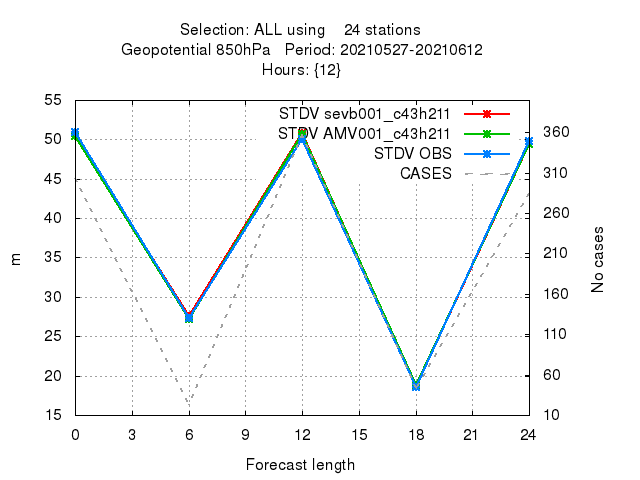 Selection: ALL using    24 stations
Geopotential 850hPa   Period: 20210527-20210612
Hours: {12}
m
55
50
45
40
35
30
25
20
15
STDV sevb001_c43h211
STDV AMV001_c43h211
STDV OBS
CASES
360
310
260
210
160
110
60
10
No cases
0 3 6 9 12 15 18 21 24
Forecast length